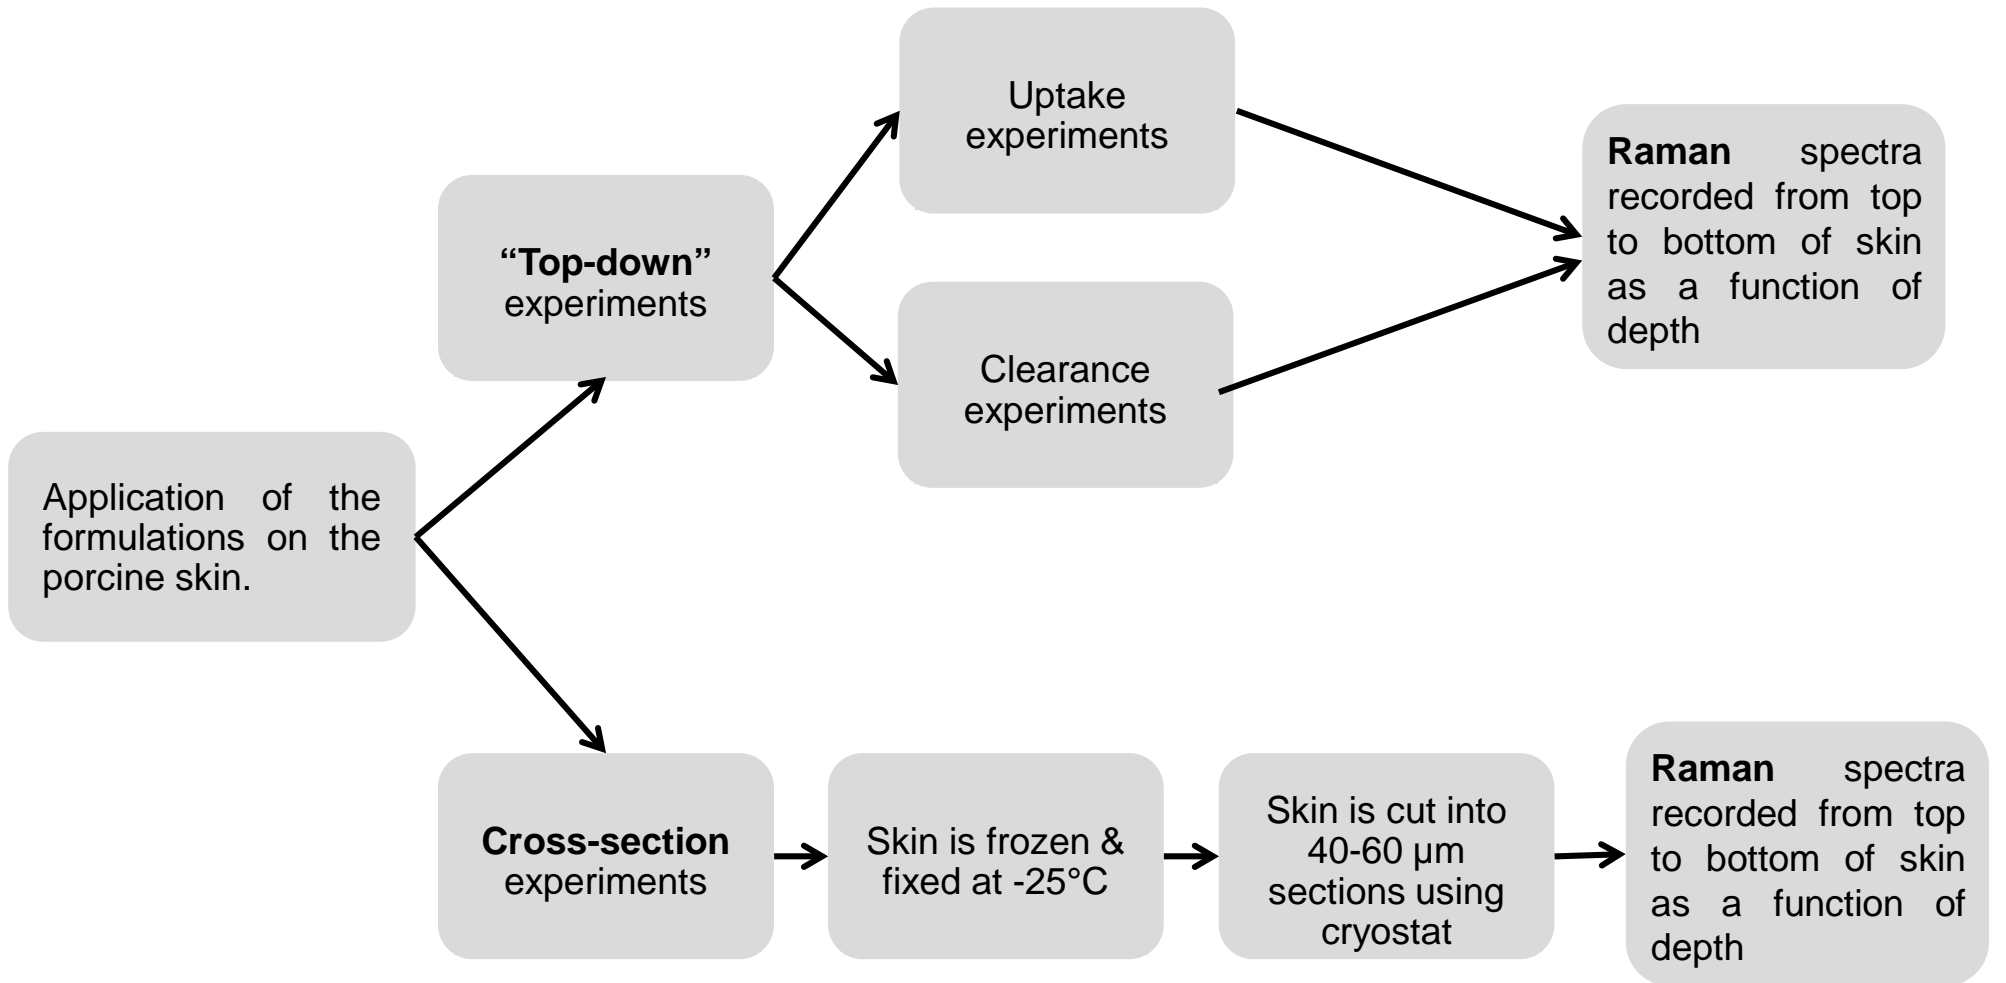 Application of the
formulations on the
porcine skin.
“Top-down”
experiments
Uptake
experiments
Clearance
experiments
Raman spectra
recorded from top
to bottom of skin
as a function of
depth
Cross-section
experiments
Skin is frozen &
fixed at -25°C
Skin is cut into
40-60 µm
sections using
cryostat
Raman spectra
recorded from top
to bottom of skin
as a function of
depth